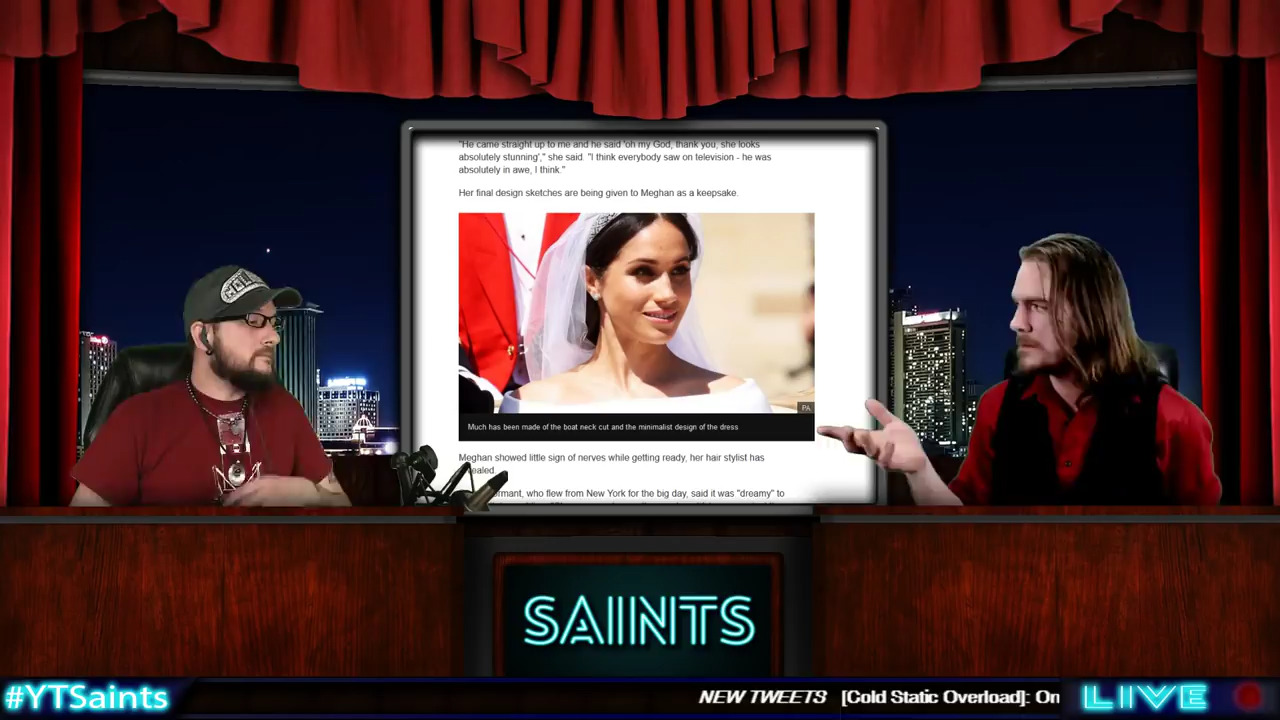 "He came straight up to me and he said 'oh my God, thank you, she looks
absolutely stunning'," she said. "I think everybody saw on television - he was
absolutely in awe, I think."
Her final design sketches are being given to Meghan as a keepsake.
PA
Much has been made of the boat neck cut and the minimalist design of the dress
Meghan showed little sign of nerves while getting ready, her hair stylist has
who flew from New York for the big day, said it was "dreamy" to
SAIINTS
#YTSaints
NEW TWEETS [Cold Static Overload]: On
LIVE